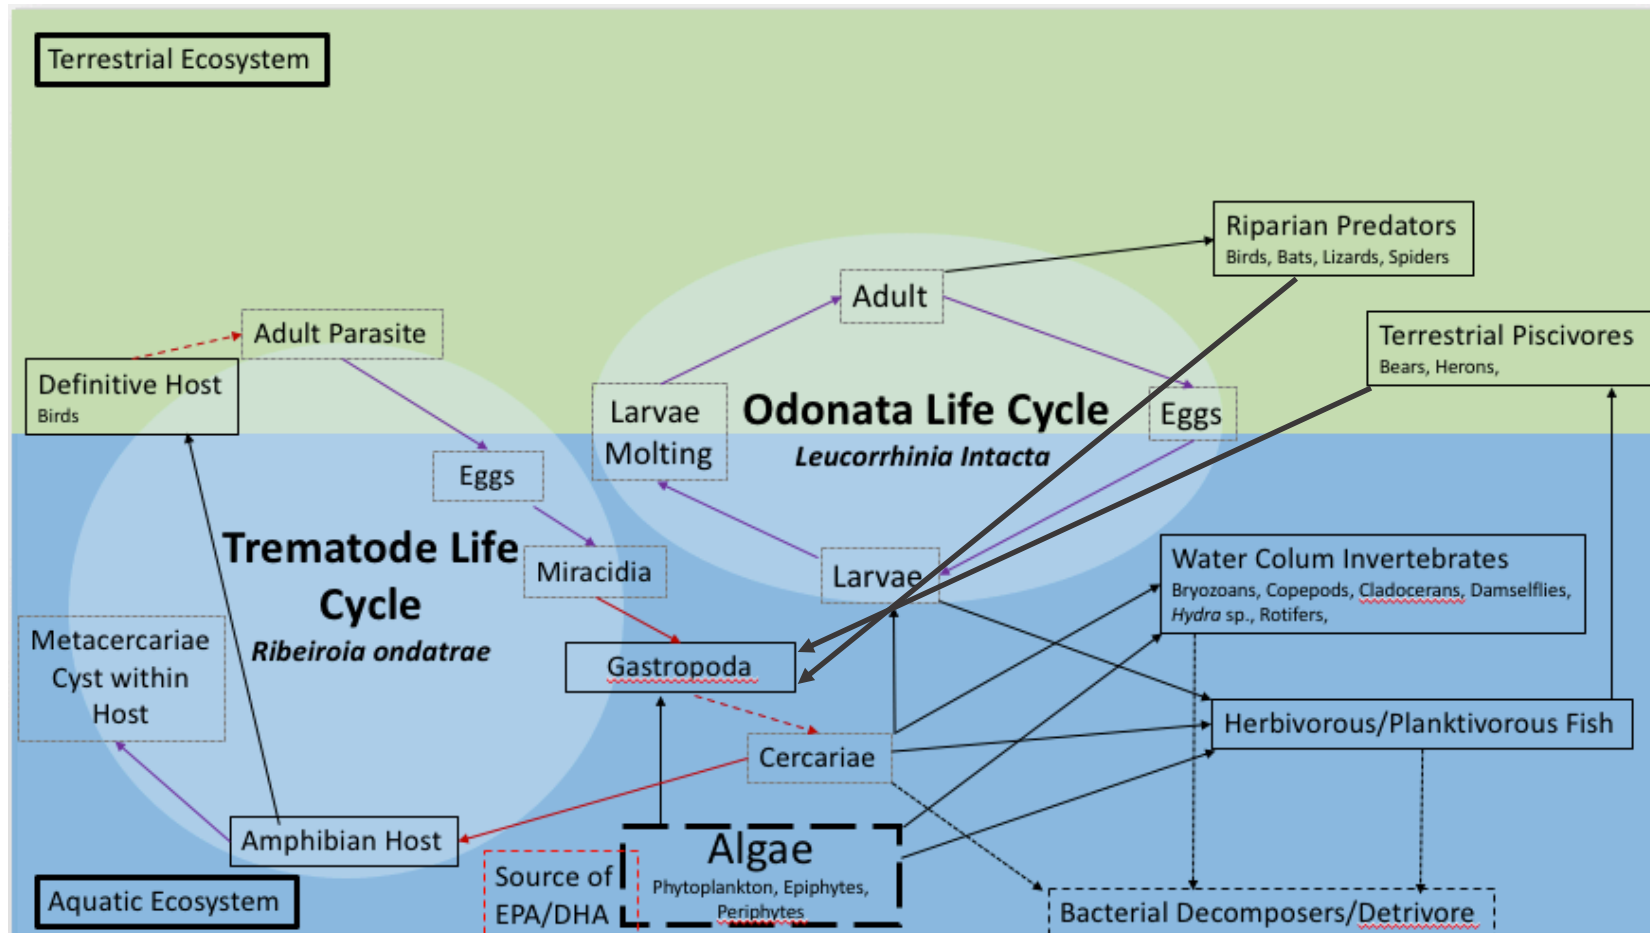 Terrestrial Ecosystem
Riparian Predators
Birds, Bats, Lizards, Spiders
Adult
Adult Parasite
Terrestrial Piscivores
Bears, Herons,
Definitive Host
Birds
Larvae
Molting
Odonata Life Cycle
Leucorrhinia Intacta
Eggs
Eggs
Trematode Life
Cycle
Ribeiroia ondatrae
Miracidia
Larvae
Water Colum Invertebrates
Bryozoans, Copepods, Cladocerans, Damselflies,
Hydra sp., Rotifers,
Metacercariae
Cyst within
Host
Gastropoda
Herbivorous/Planktivorous Fish
Cercariae
Amphibian Host
Algae
Phytoplankton, Epiphytes,
Periphytes
Source of
EPA/DHA
Aquatic Ecosystem
Bacterial Decomposers/Detrivore